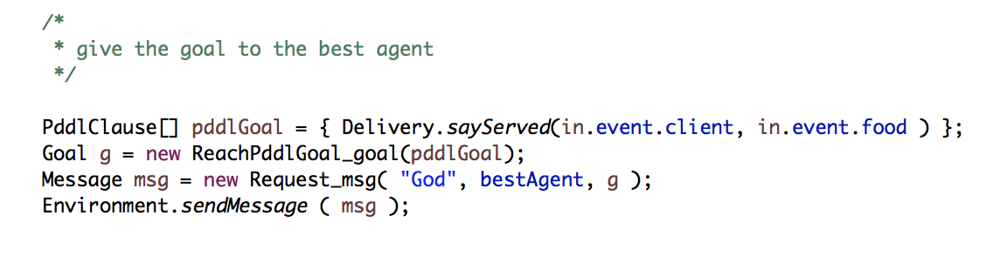 /*
 * give the goal to the best agent
 */
PddlClause[] pddlGoal = { Delivery.sayServed(in.event.client, in.event.food ) };
Goal g = new ReachPddlGoal_goal(pddlGoal);
Message msg = new Request_msg( "God", bestAgent, g );
Environment.sendMessage ( msg );